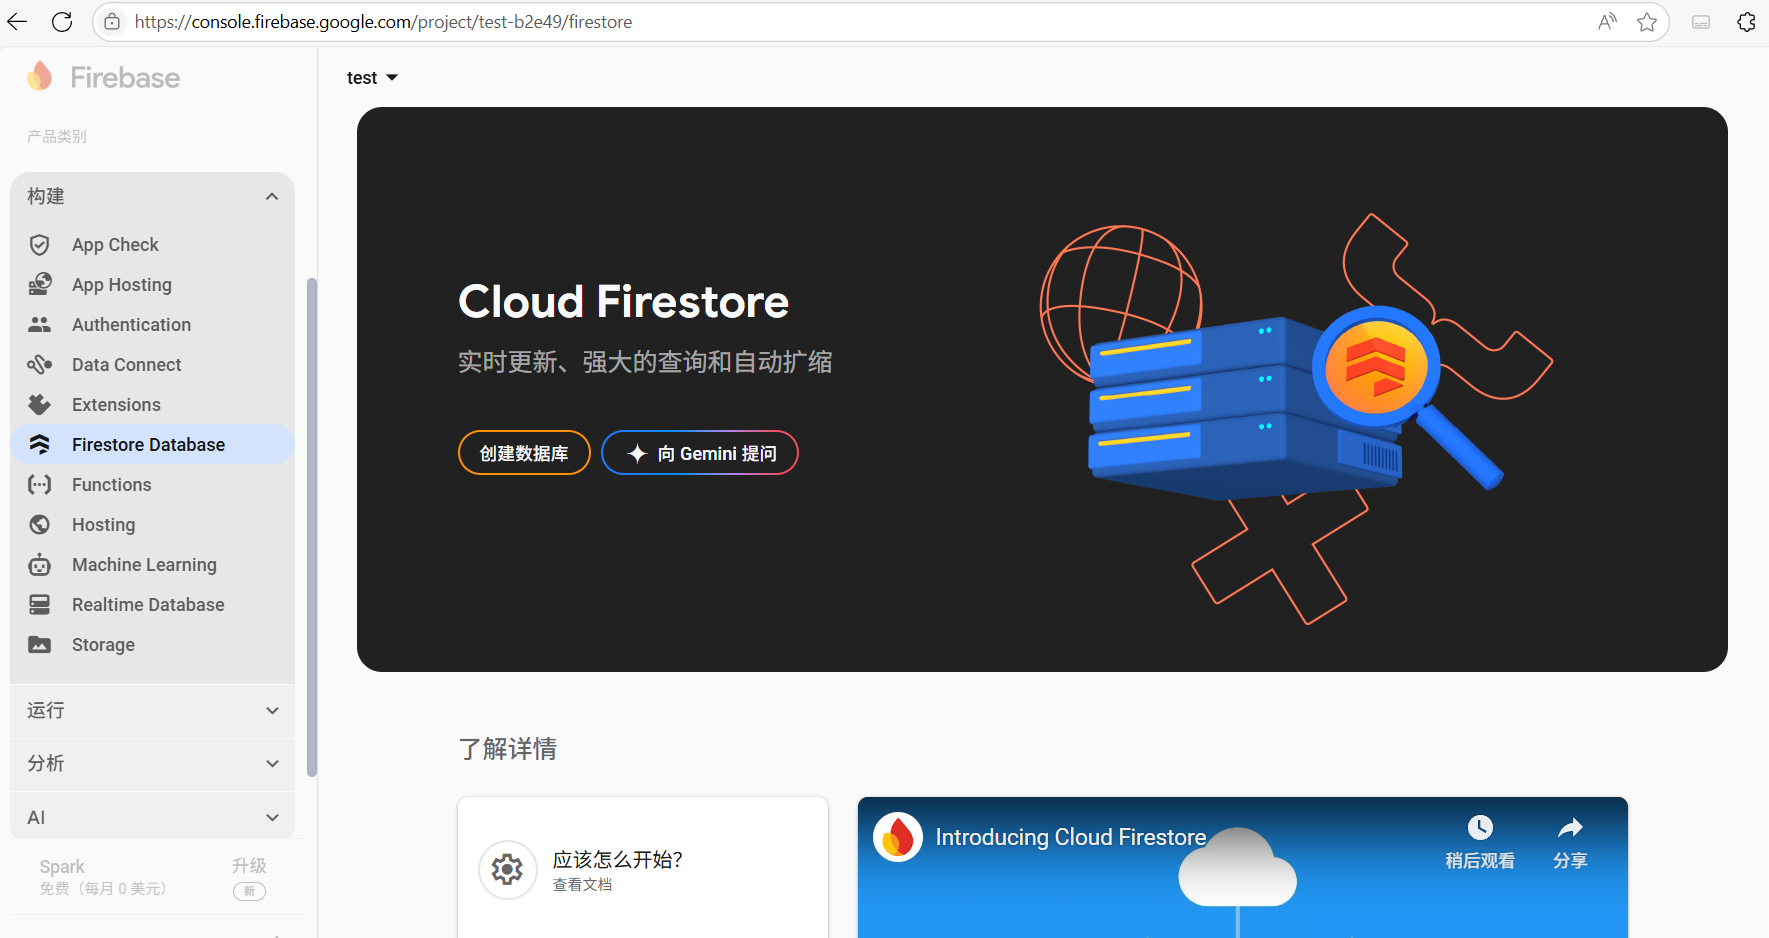 https://console.firebase.google.com/project/test-b2e49/firestore
Firebase
产品类别
构建
App Check
App Hosting
Authentication
Data Connect
Extensions
Firestore Database
Functions
Hosting
Machine Learning
Realtime Database
Storage
运行
分析
AI
Spark
免费（每月 0 美元）
升级
新
test
Cloud Firestore
实时更新、强大的查询和自动扩缩
创建数据库
向 Gemini 提问
了解详情
应该怎么开始？
查看文档
Introducing Cloud Firestore
稍后观看
分享